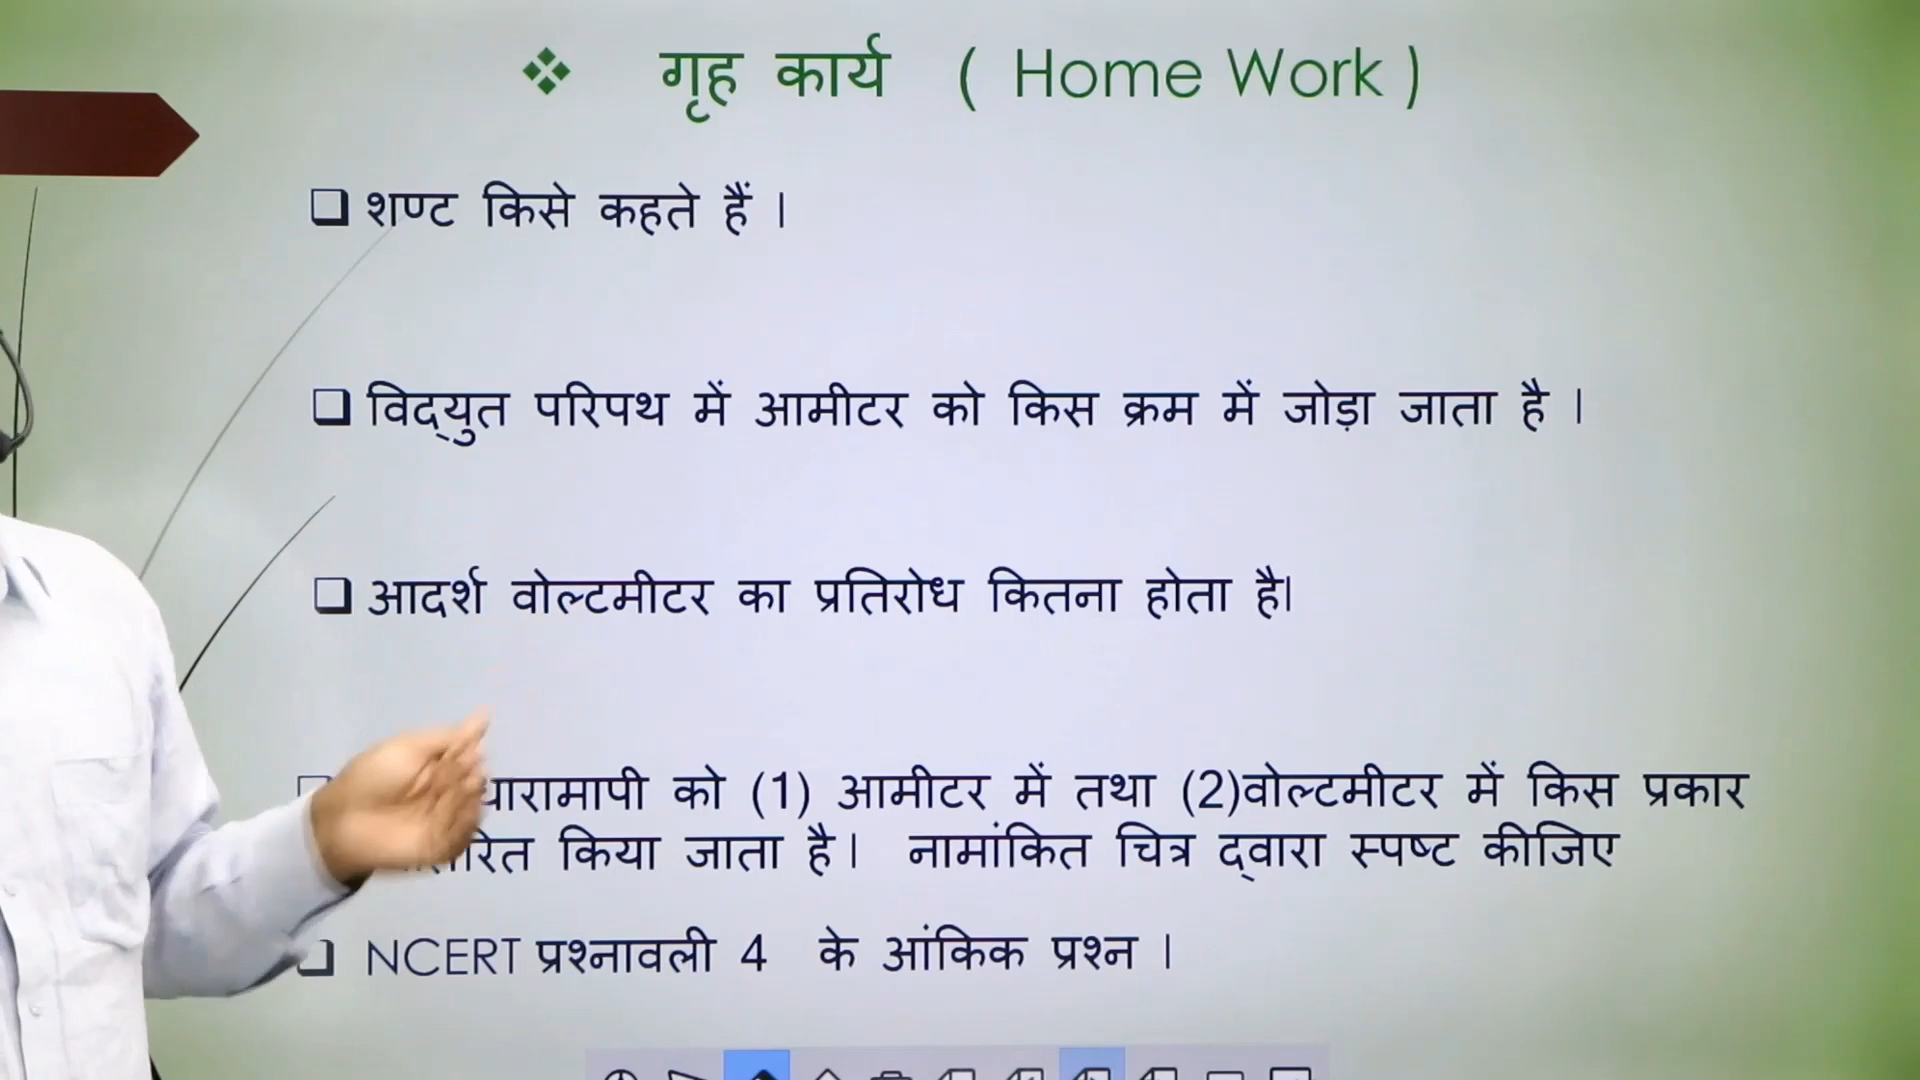 ❖ गृह कार्य ( Home Work )
❑ शण्ट किसे कहते हैं ।
❑ विद्युत परिपथ में आमीटर को किस क्रम में जोड़ा जाता है ।
❑ आदर्श वोल्टमीटर का प्रतिरोध कितना होता है।
को (1) आमीटर में तथा (2)वोल्टमीटर में किस प्रकार
किया जाता है। नामांकित चित्र द्वारा स्पष्ट कीजिए
❑ NCERT प्रश्नावली 4 के आंकिक प्रश्न ।